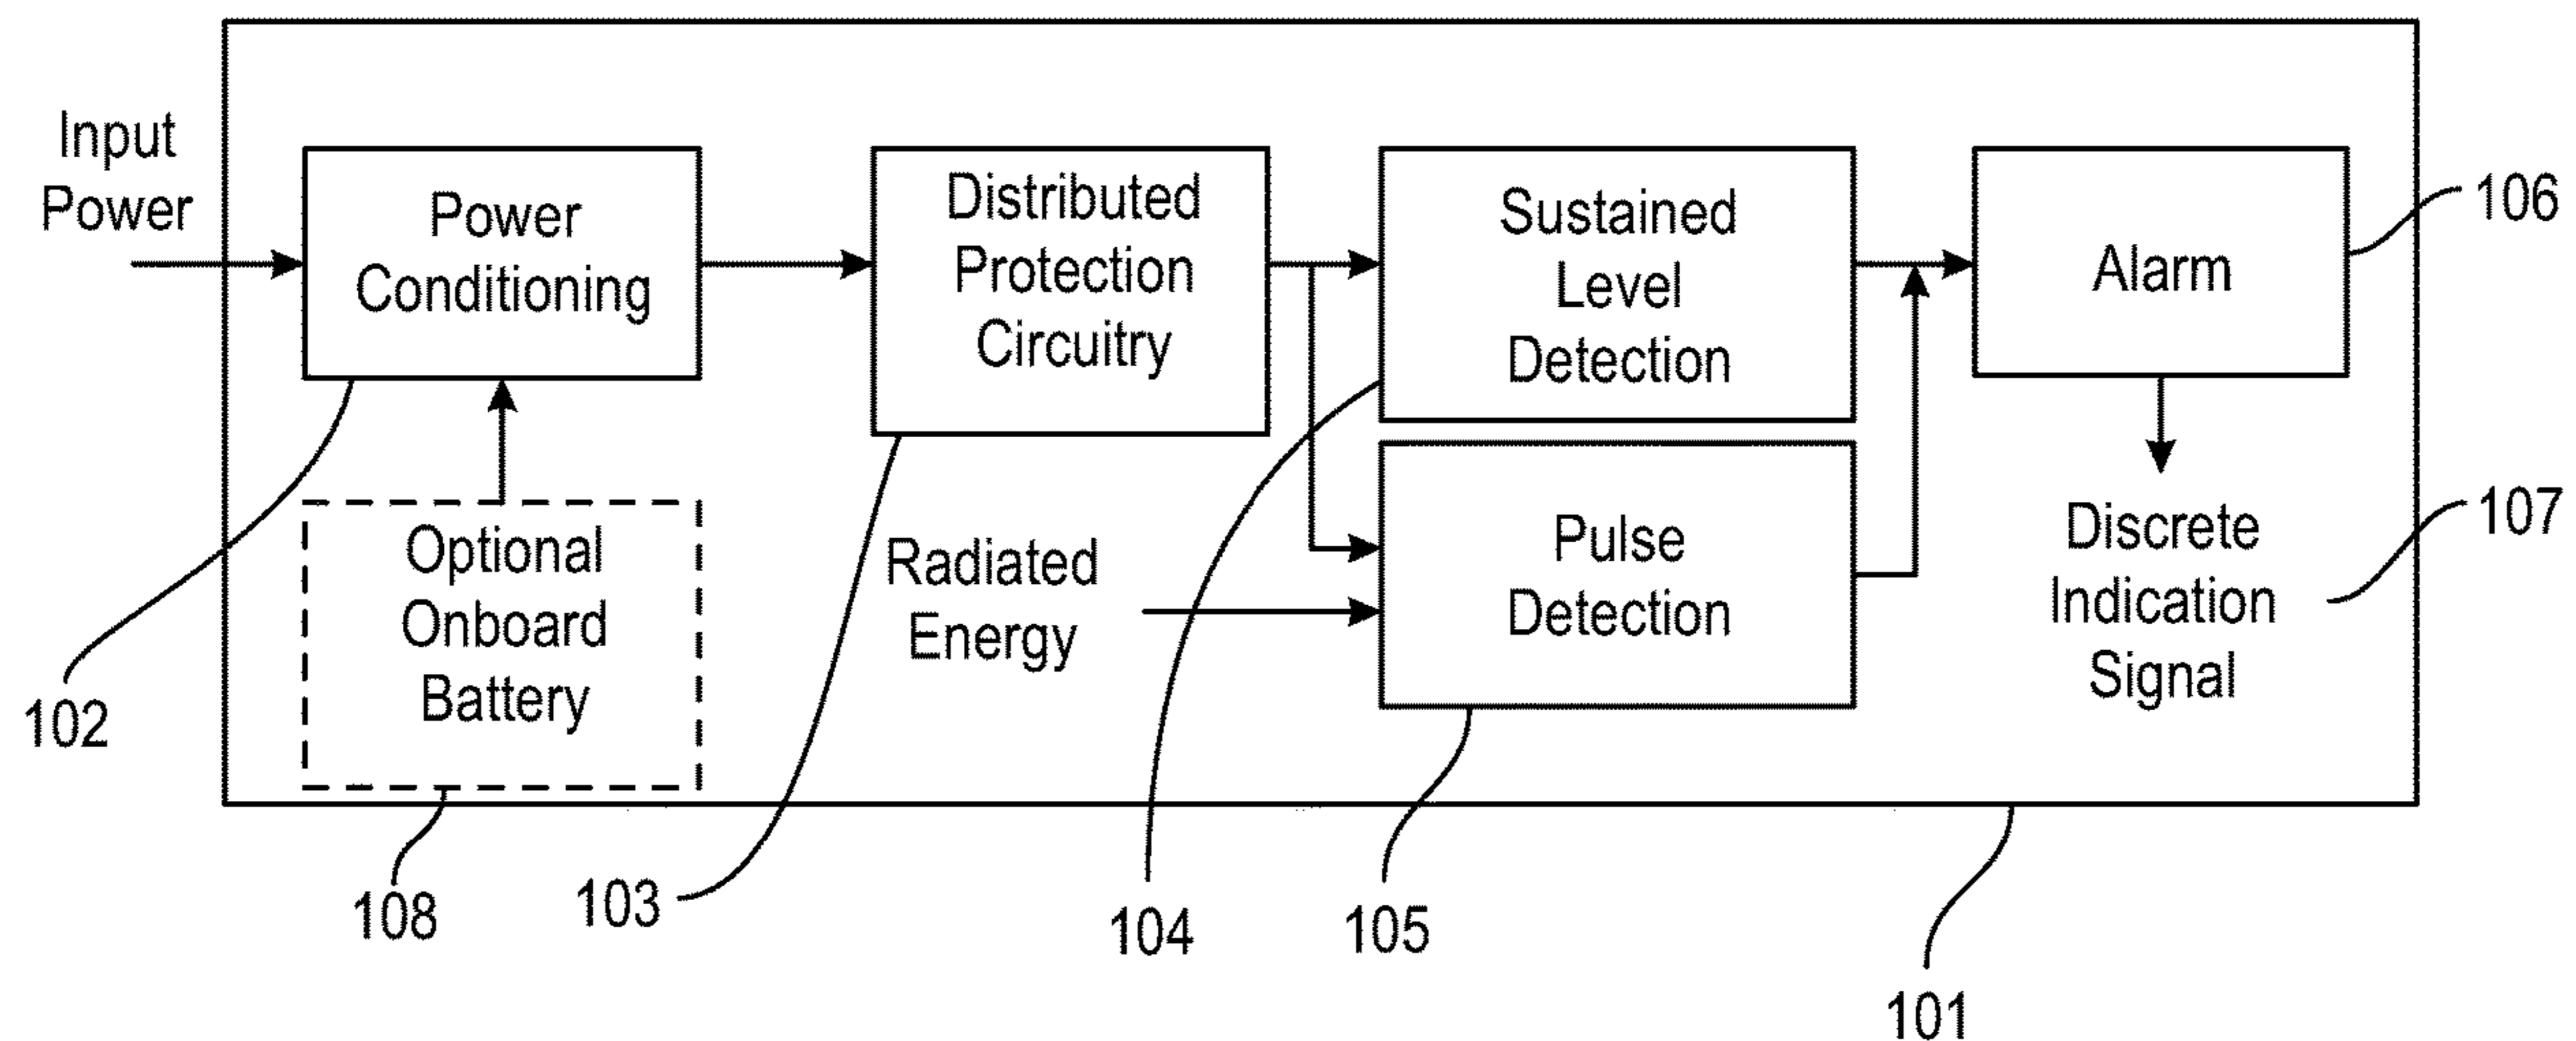 Input
Power
Power
Conditioning
Distributed
Protection
Circuitry
Sustained
Level
Detection
Alarm
106
Optional
Onboard
Battery
Radiated
Energy
Pulse
Detection
Discrete
Indication
Signal
107
102
108
103
104
105
101